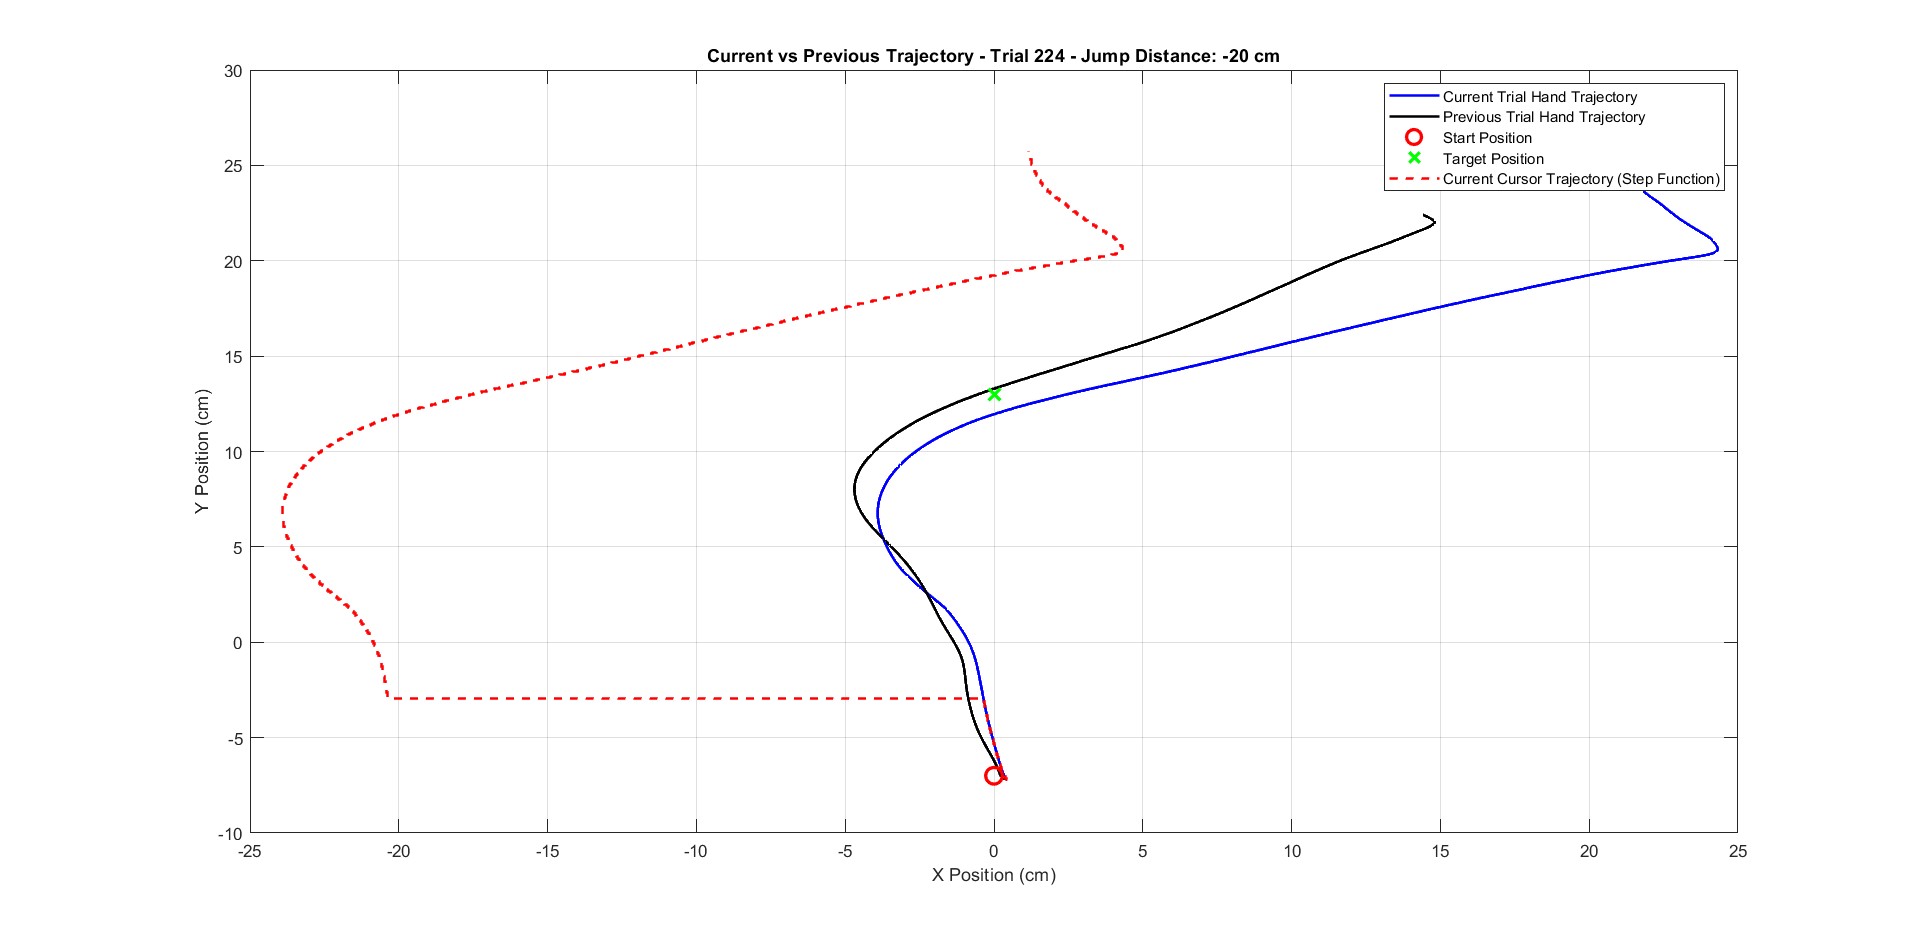 Current vs Previous Trajectory - Trial 224 - Jump Distance: -20 cm
Current Trial Hand Trajectory
Previous Trial Hand Trajectory
Start Position
Target Position
Current Cursor Trajectory (Step Function)
Y Position (cm)
30
25
20
15
10
5
0
-5
-10
-25 -20 -15 -10 -5 0 5 10 15 20 25
X Position (cm)